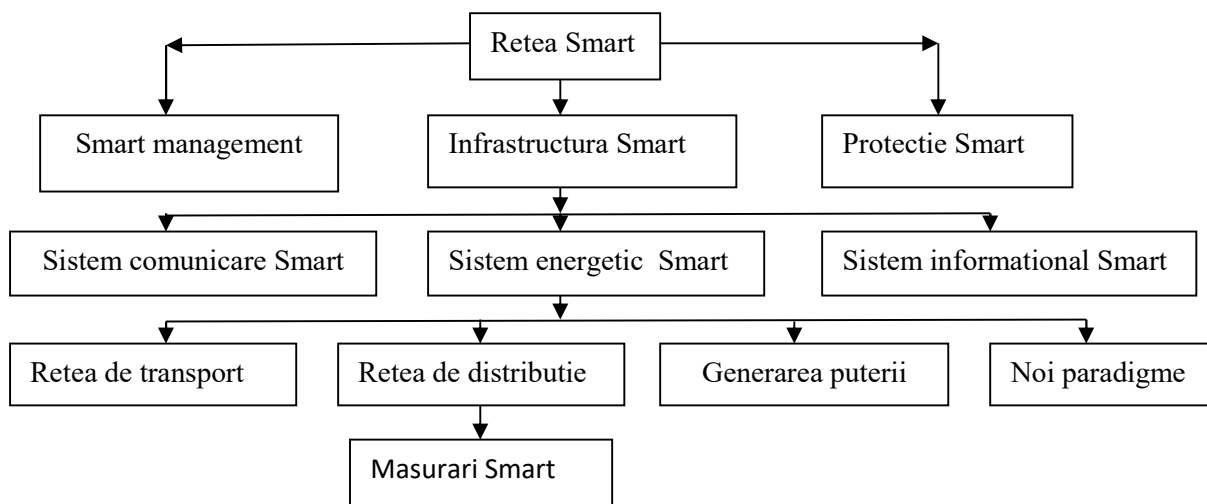 Retea Smart
Smart management
Infrastructura Smart
Protectie Smart
Sistem comunicare Smart
Sistem energetic Smart
Sistem informational Smart
Retea de transport
Retea de distributie
Generarea puterii
Noi paradigme
Masurari Smart